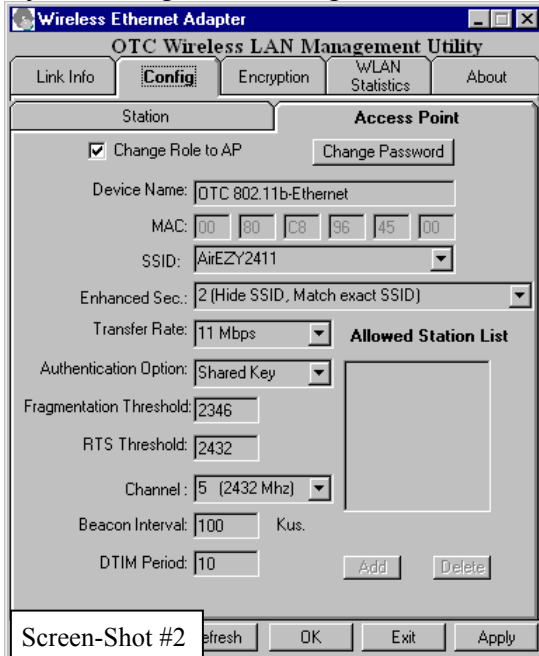 Wireless Ethernet Adapter
OTC Wireless LAN Management Utility
Link Info Config Encryption WLAN Statistics About
Station Access Point
Change Role to AP Change Password
Device Name: OTC 802.11b-Ethernet
MAC: 00 80 C8 96 45 00
SSID: AirEZY2411
Enhanced Sec.: 2 (Hide SSID, Match exact SSID)
Transfer Rate: 11 Mbps Allowed Station List
Authentication Option: Shared Key
Fragmentation Threshold: 2346
RTS Threshold: 2432
Channel : 5 (2432 Mhz)
Beacon Interval: 100 Kus.
DTIM Period: 10 Add Delete
Screen-Shot #2 efresh OK Exit Apply